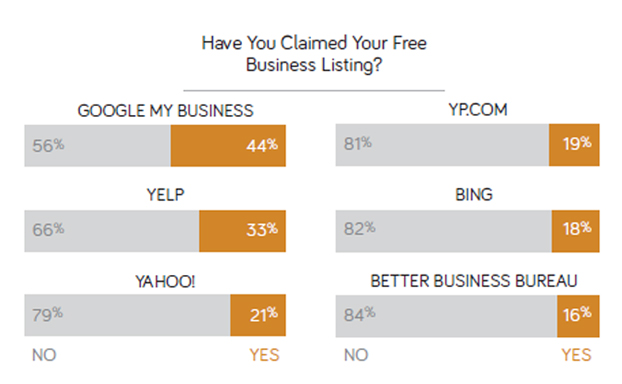 Have You Claimed Your Free
Business Listing?
GOOGLE MY BUSINESS
56% 44%
YELP
66% 33%
YAHOO!
79% 21%
NO YES
YP.COM
81% 19%
BING
82% 18%
BETTER BUSINESS BUREAU
84% 16%
NO YES